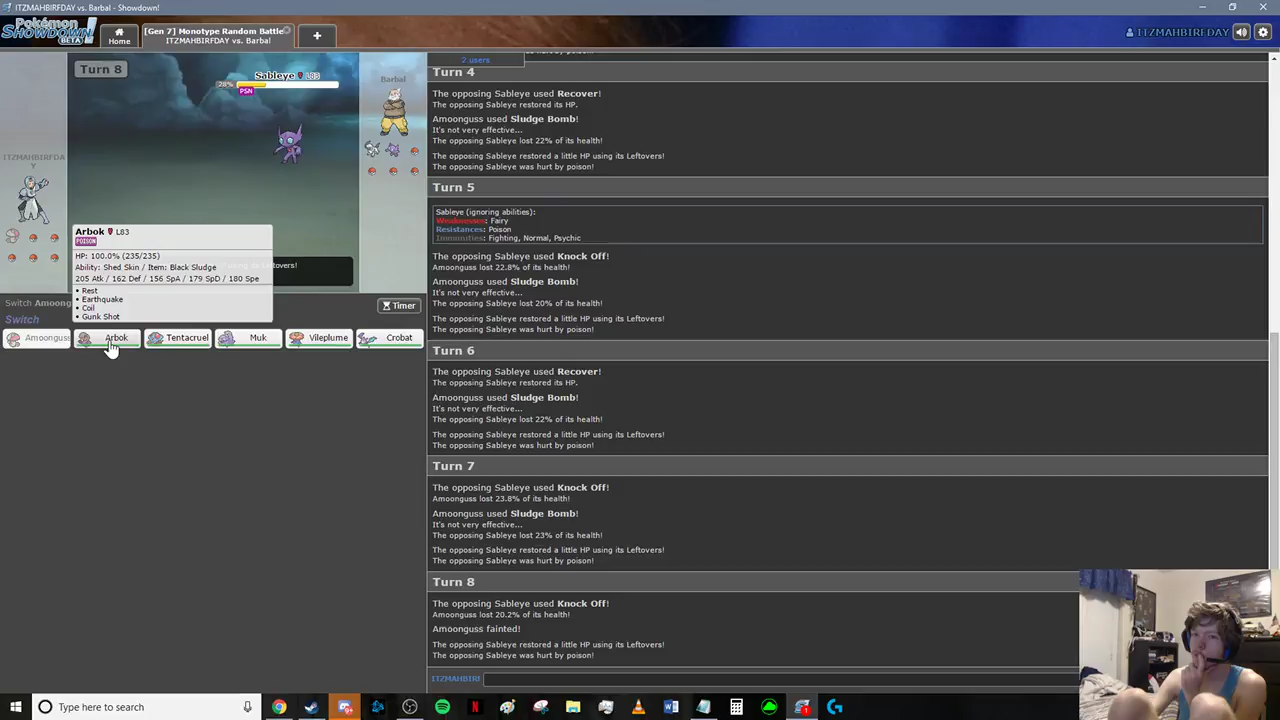 ITZMAHBIRFDAY vs. Barbal - Showdown!
Pokémon
Showdown!
BETA
Home
[Gen 7] Monotype Random Battle
ITZMAHBIRFDAY vs. Barbal
+
ITZMAHBIRFDAY
2 users
Turn 8
Sableye L83
28%
PSN
Barbal
ITZMAHBIRFDA
Y
Arbok L83
POISON
HP: 100.0% (235/235)
Ability: Shed Skin / Item: Black Sludge
205 Atk / 162 Def / 156 SpA / 179 SpD / 180 Spe
• Rest
• Earthquake
• Coil
• Gunk Shot
Leftovers!
Switch Amoong
Timer
Switch
Amoonguss
Arbok
Tentacruel
Muk
Vileplume
Crobat
Turn 4
The opposing Sableye used Recover!
The opposing Sableye restored its HP.
Amoonguss used Sludge Bomb!
It's not very effective...
The opposing Sableye lost 22% of its health!
The opposing Sableye restored a little HP using its Leftovers!
The opposing Sableye was hurt by poison!
Turn 5
Sableye (ignoring abilities):
Weaknesses: Fairy
Resistances: Poison
Immunities: Fighting, Normal, Psychic
The opposing Sableye used Knock Off!
Amoonguss lost 22.8% of its health!
Amoonguss used Sludge Bomb!
It's not very effective...
The opposing Sableye lost 20% of its health!
The opposing Sableye restored a little HP using its Leftovers!
The opposing Sableye was hurt by poison!
Turn 6
The opposing Sableye used Recover!
The opposing Sableye restored its HP.
Amoonguss used Sludge Bomb!
It's not very effective...
The opposing Sableye lost 22% of its health!
The opposing Sableye restored a little HP using its Leftovers!
The opposing Sableye was hurt by poison!
Turn 7
The opposing Sableye used Knock Off!
Amoonguss lost 23.8% of its health!
Amoonguss used Sludge Bomb!
It's not very effective...
The opposing Sableye lost 23% of its health!
The opposing Sableye restored a little HP using its Leftovers!
The opposing Sableye was hurt by poison!
Turn 8
The opposing Sableye used Knock Off!
Amoonguss lost 20.2% of its health!
Amoonguss fainted!
The opposing Sableye restored a little HP using its Leftovers!
The opposing Sableye was hurt by poison!
ITZMAHBIRF
Type here to search